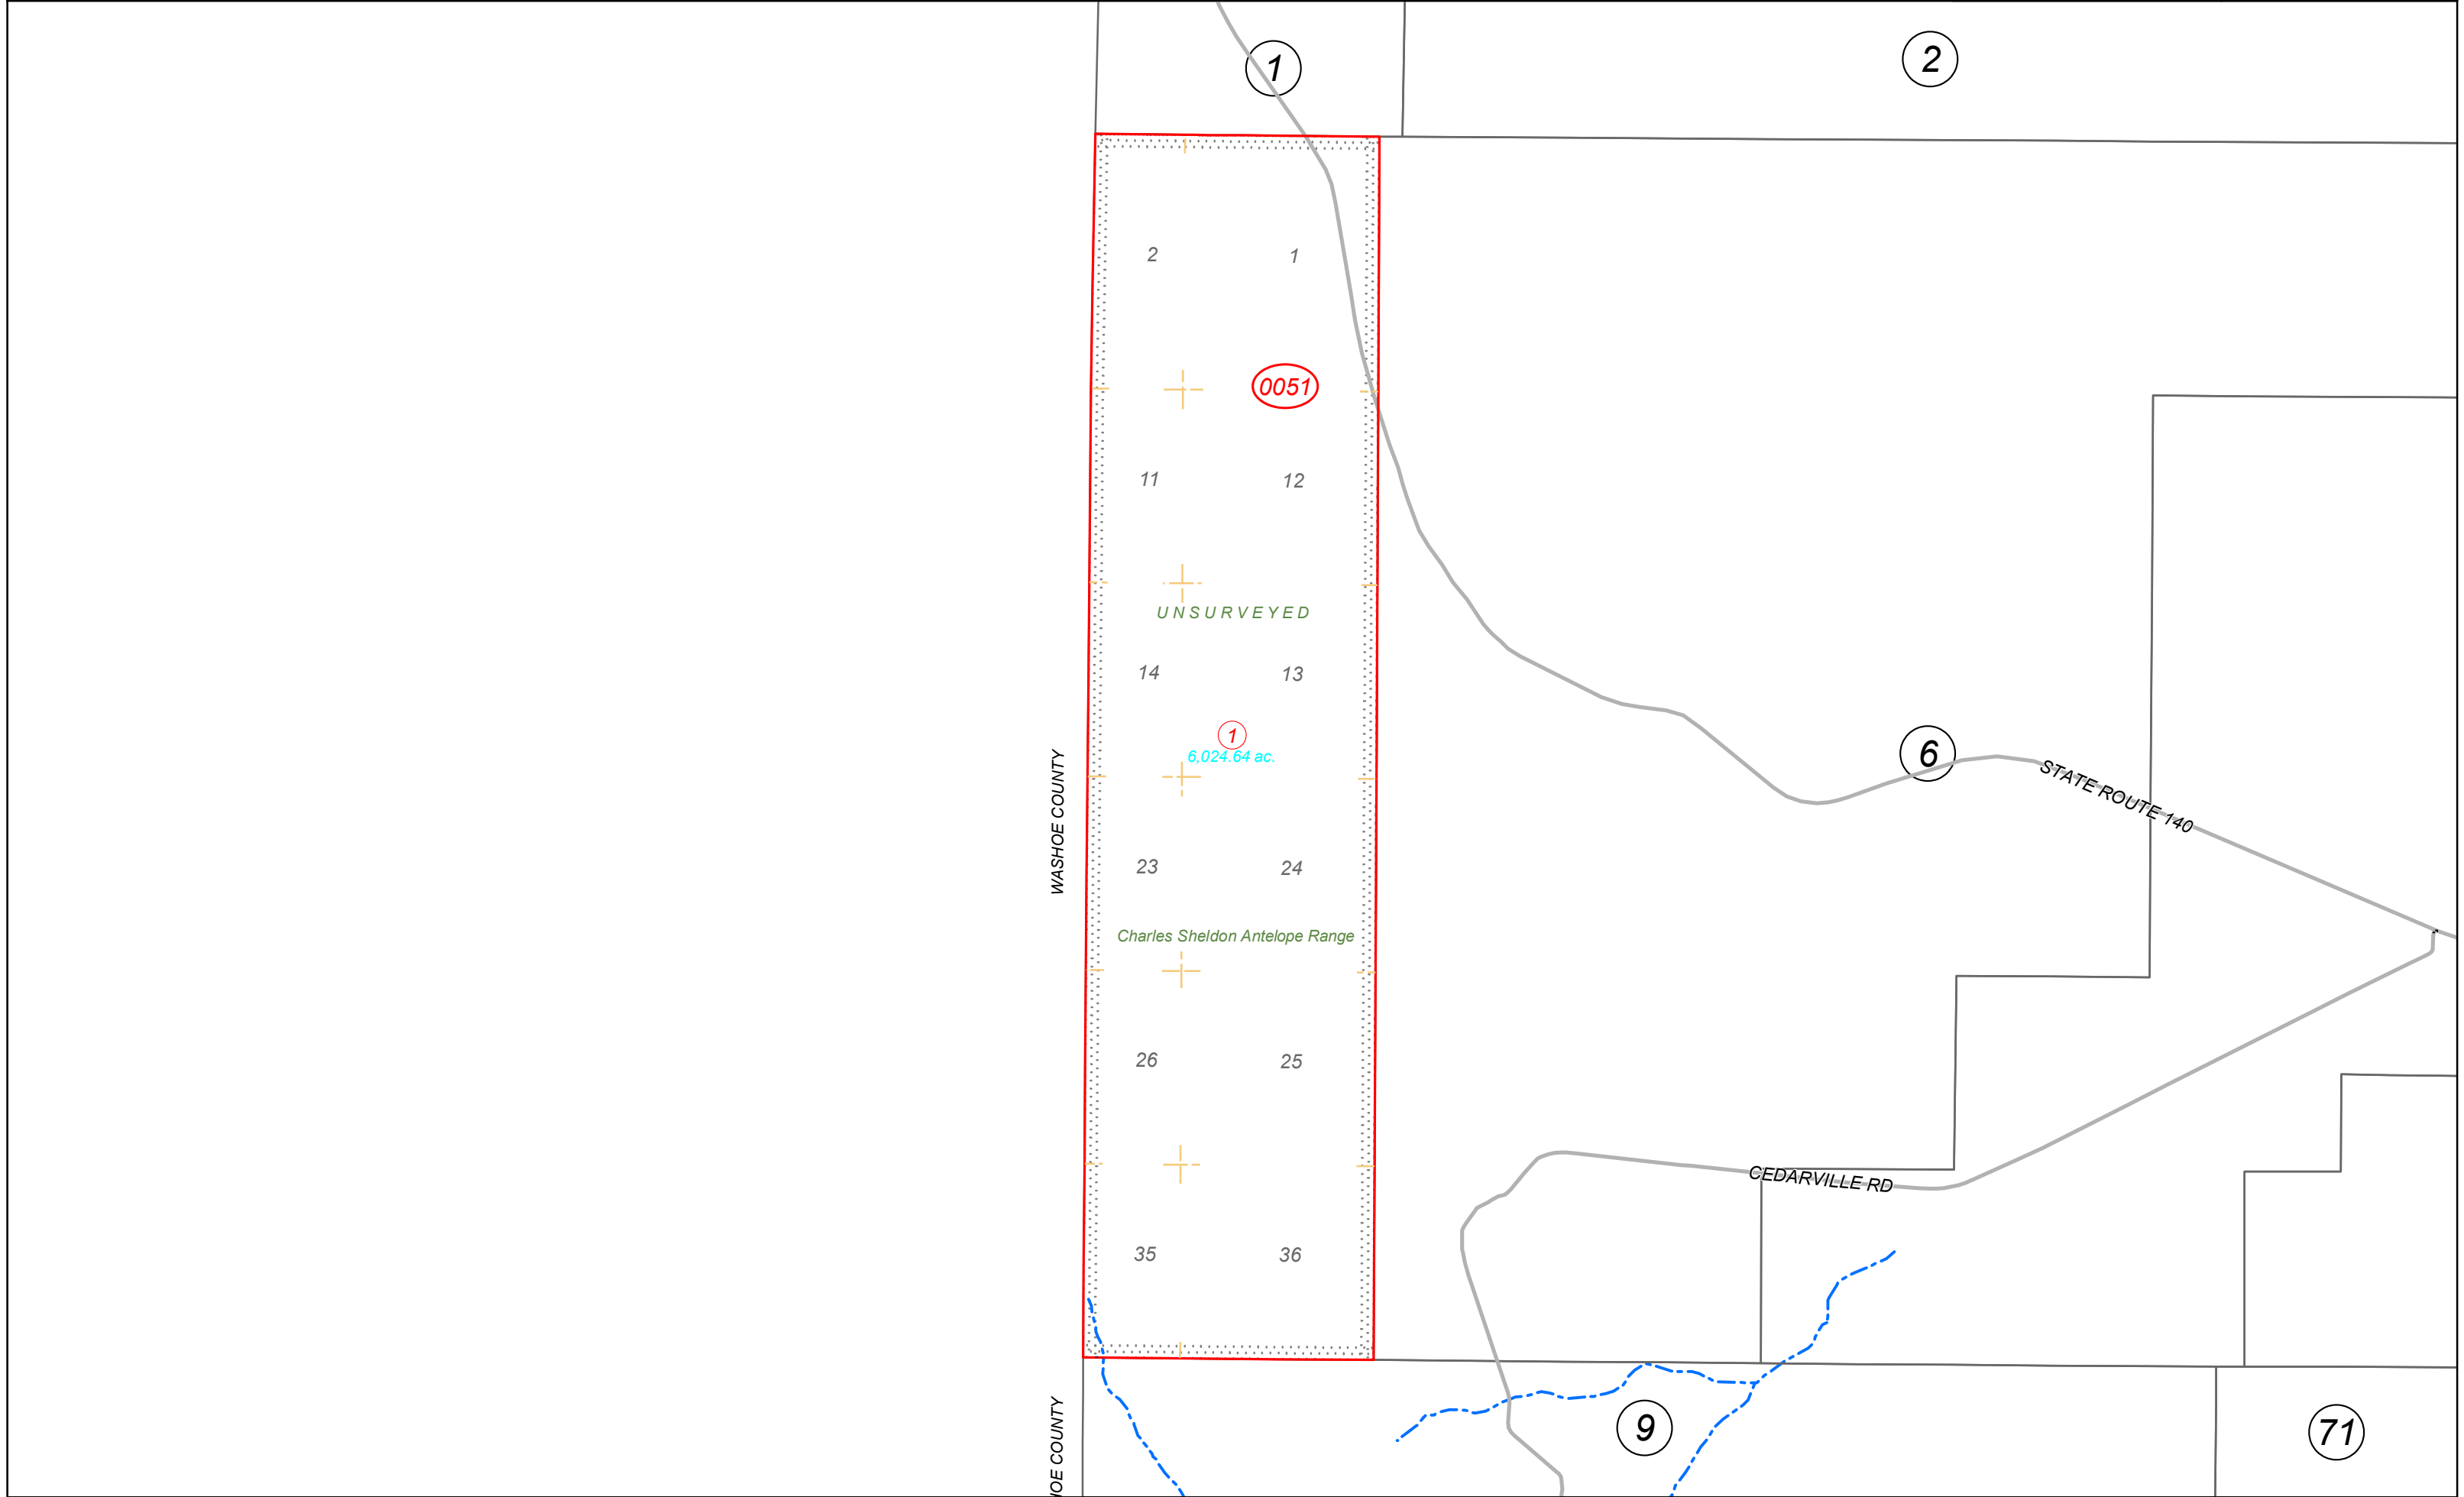 1
2
2
1
0051
11
12
UNSURVEYED
14
13
1
6,024.64 ac.
6
STATE ROUTE 140
WASHOE COUNTY
23
24
Charles Sheldon Antelope Range
26
25
CEDARVILLE RD
35
36
9
71
HOE COUNTY